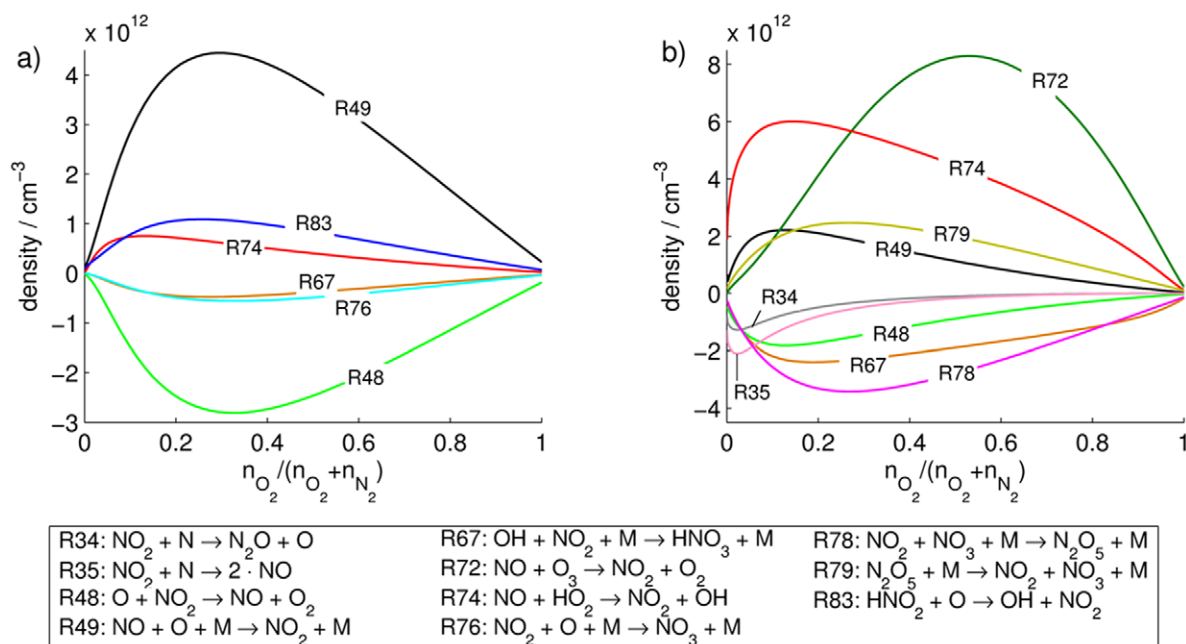 a)
x 10¹²
density / cm⁻³
4
3
2
1
0
−1
−2
−3
R49
R83
R74
R67
R76
R48
0 0.2 0.4 0.6 0.8 1
n_O₂/(n_O₂+n_N₂)
b)
x 10¹²
density / cm⁻³
8
6
4
2
0
−2
−4
R72
R74
R79
R49
R34
R48
R67
R78
R35
0 0.2 0.4 0.6 0.8 1
n_O₂/(n_O₂+n_N₂)
R34: NO₂ + N → N₂O + O
R35: NO₂ + N → 2 · NO
R48: O + NO₂ → NO + O₂
R49: NO + O + M → NO₂ + M
R67: OH + NO₂ + M → HNO₃ + M
R72: NO + O₃ → NO₂ + O₂
R74: NO + HO₂ → NO₂ + OH
R76: NO₂ + O + M → NO₃ + M
R78: NO₂ + NO₃ + M → N₂O₅ + M
R79: N₂O₅ + M → NO₂ + NO₃ + M
R83: HNO₂ + O → OH + NO₂